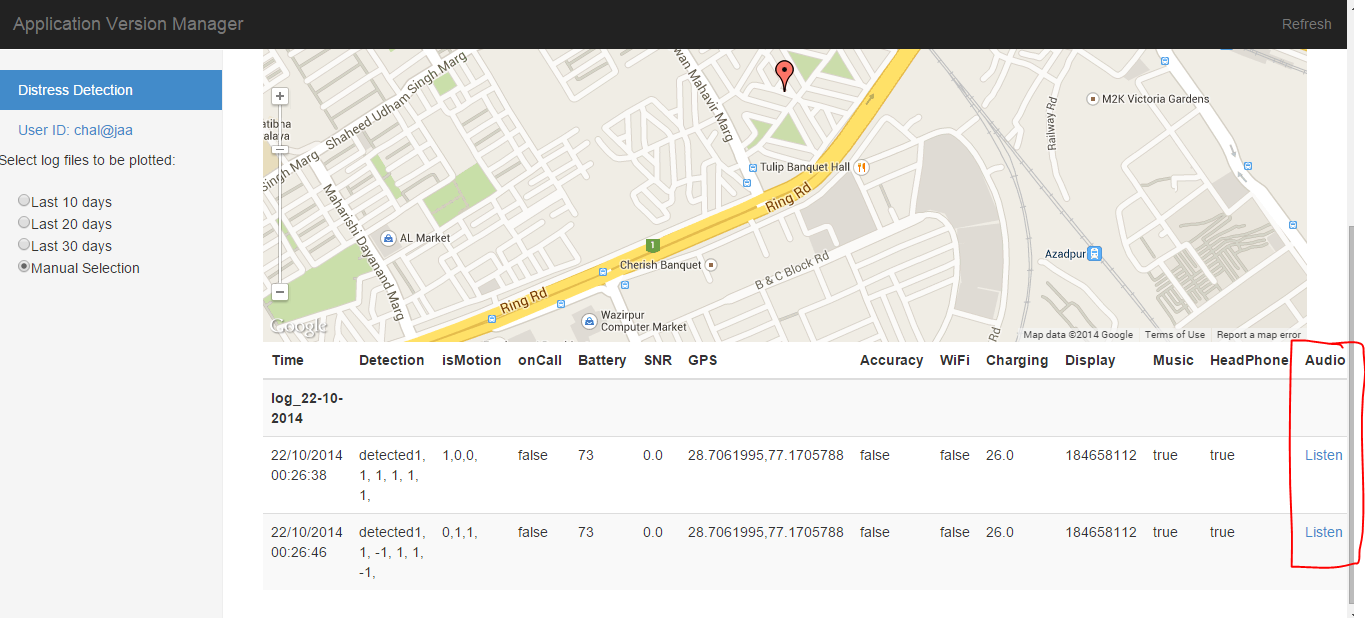 Application Version Manager
Refresh
Distress Detection
User ID: chal@jaa
Select log files to be plotted:
Last 10 days
Last 20 days
Last 30 days
Manual Selection
Shaheed Udham Singh Marg
Singh Marg
wan Mahavir Marg
Maharishi Dayanand Marg
atibha
alaya
AL Market
Tulip Banquet Hall
Ring Rd
1
Cherish Banquet
Ring Rd
Wazirpur
Computer Market
B & C Block Rd
Railway Rd
M2K Victoria Gardens
Azadpur
Rd
Google
Map data ©2014 Google
Terms of Use
Report a map error
Time Detection isMotion onCall Battery SNR GPS Accuracy WiFi Charging Display Music HeadPhone Audio
log_22-10-
2014
22/10/2014 detected1, 1,0,0, false 73 0.0 28.7061995,77.1705788 false false 26.0 184658112 true true Listen
00:26:38 1, 1, 1, 1,
1,
22/10/2014 detected1, 0,1,1, false 73 0.0 28.7061995,77.1705788 false false 26.0 184658112 true true Listen
00:26:46 1, -1, 1, 1,
-1,